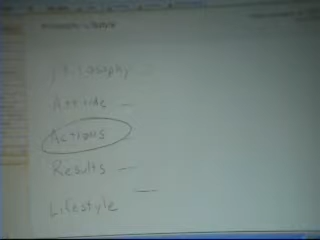 Philosophy —
Attitude —
Actions
Results —
—
Lifestyle